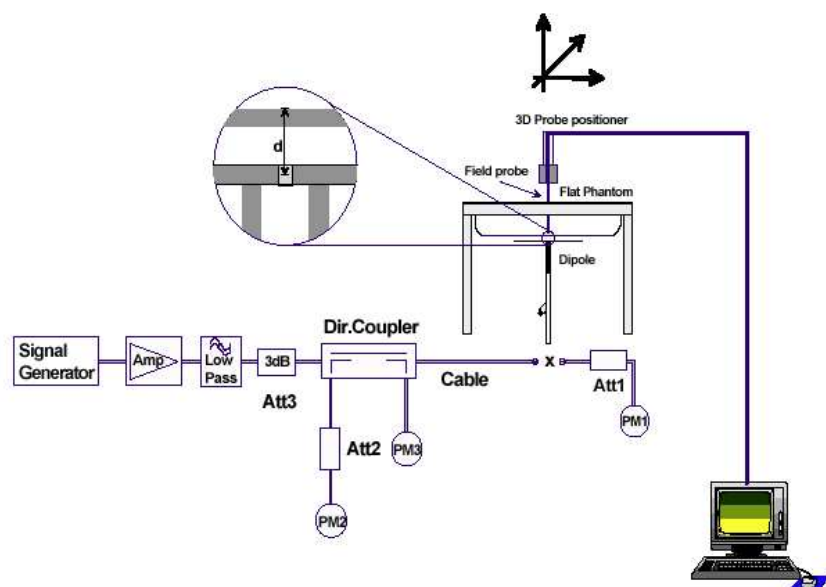 3D Probe positioner
d
Field probe
Flat Phantom
Dipole
Dir.Coupler
Signal
Generator
Amp
Low
Pass
3dB
Cable
x
Att1
Att3
PM1
Att2
PM3
PM2